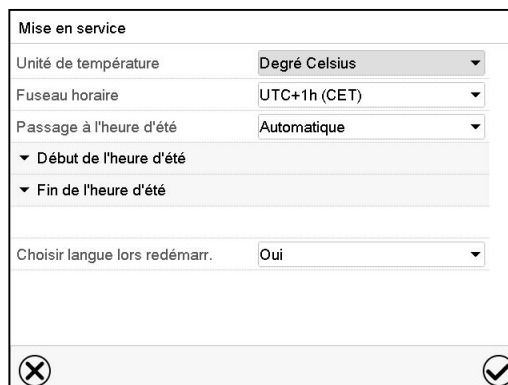 Mise en service
Unité de température Degré Celsius
Fuseau horaire UTC+1h (CET)
Passage à l'heure d'été Automatique
Début de l'heure d'été
Fin de l'heure d'été
Choisir langue lors redémarr. Oui